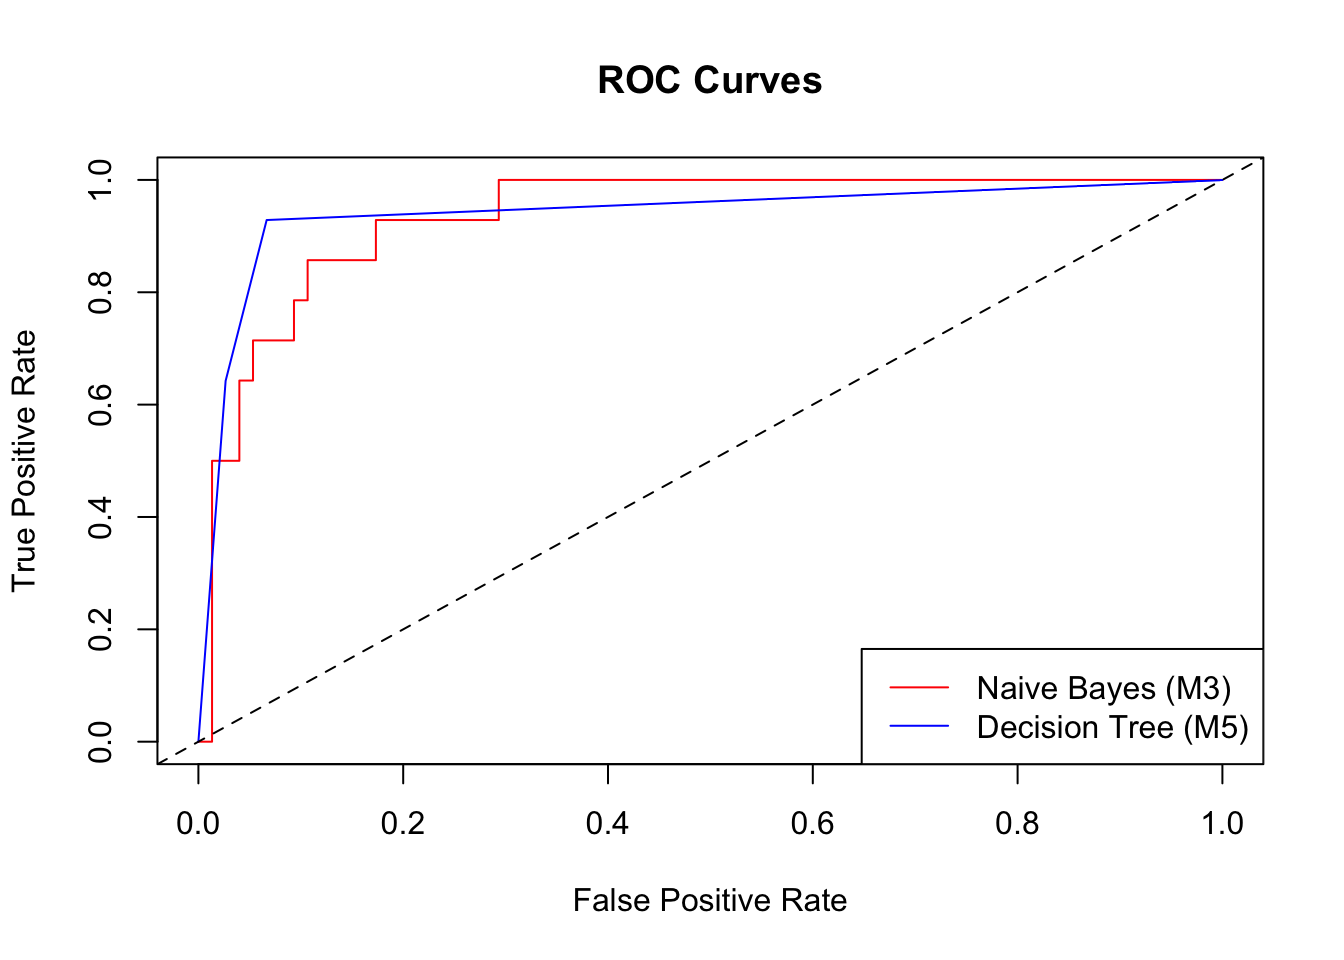 ROC Curves
True Positive Rate
1.0
0.8
0.6
0.4
0.2
0.0
Naive Bayes (M3)
Decision Tree (M5)
0.0 0.2 0.4 0.6 0.8 1.0
False Positive Rate